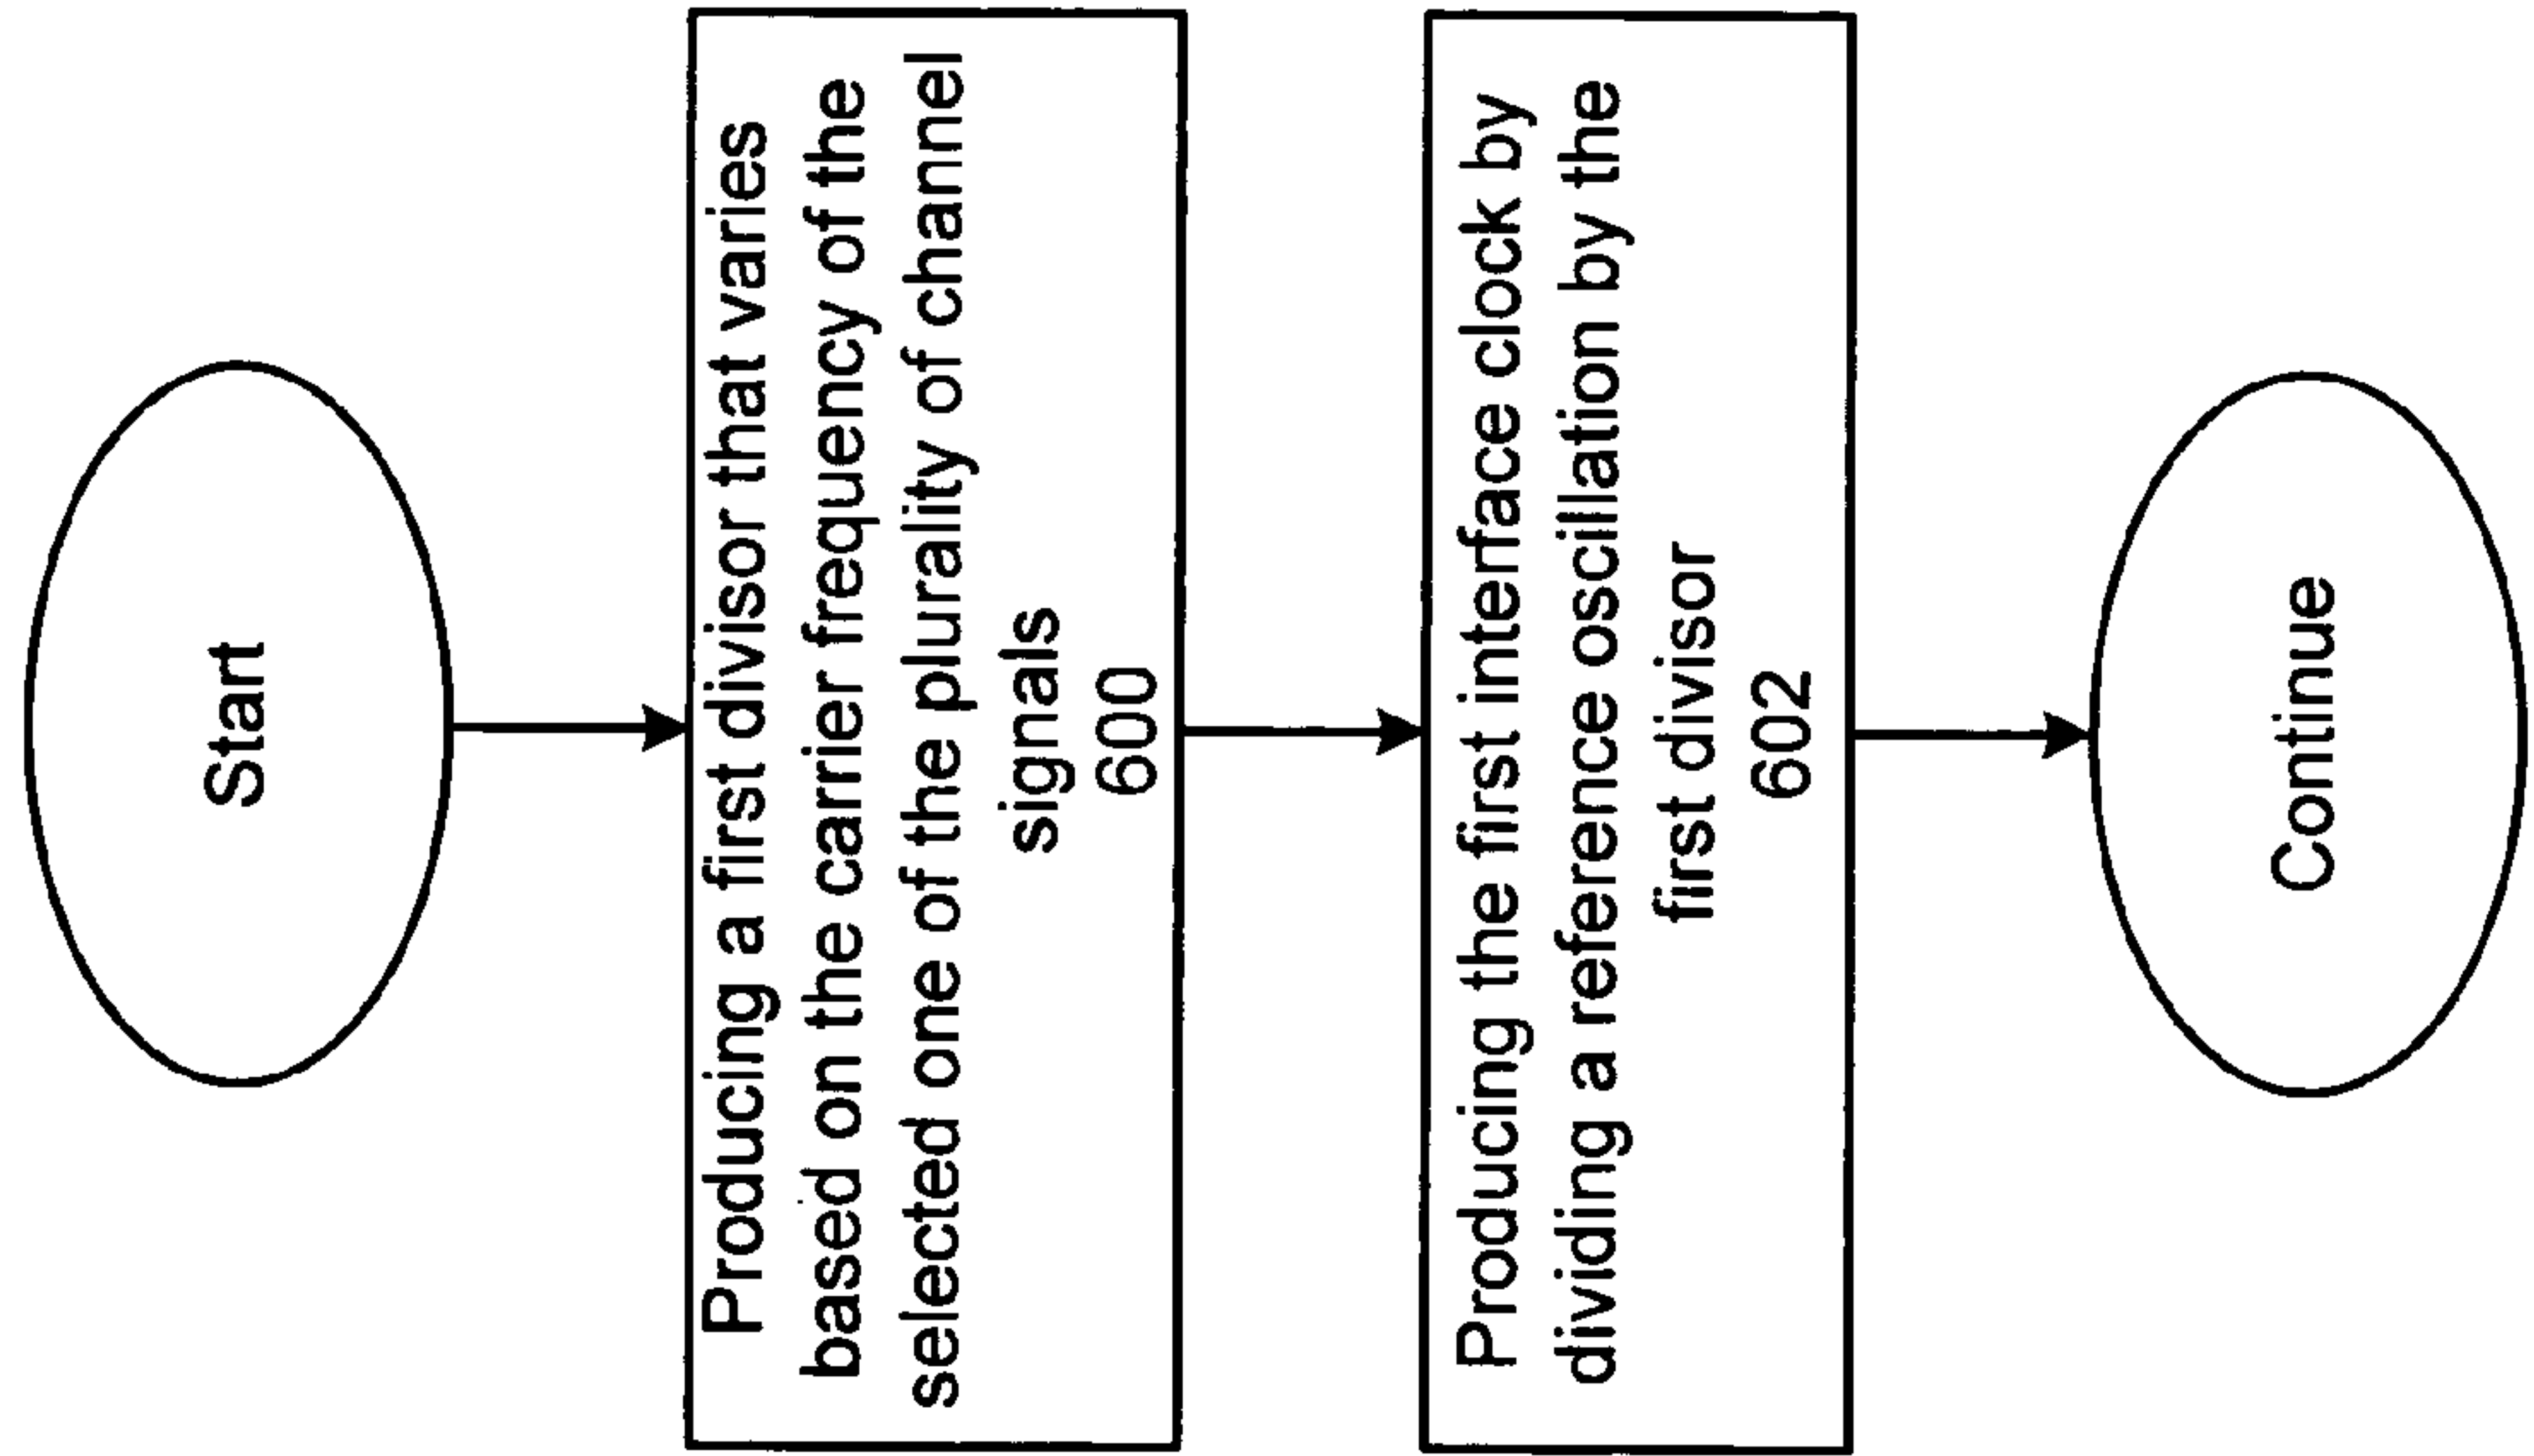 Start
Producing a first divisor that varies
based on the carrier frequency of the
selected one of the plurality of channel
signals
600
Producing the first interface clock by
dividing a reference oscillation by the
first divisor
602
Continue